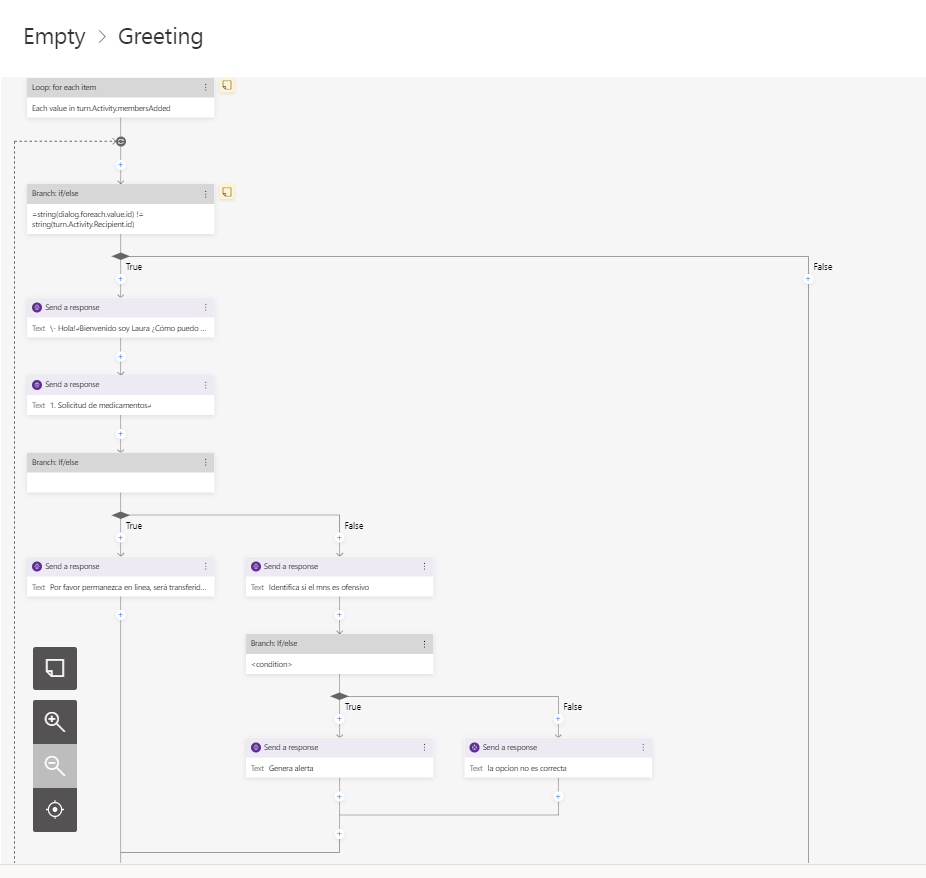 Empty > Greeting
Loop: for each item
Each value in turn.Activity.membersAdded
Branch: if/else
=string(dialog.foreach.value.id) !=
string(turn.Activity.Recipient.id)
True
False
Send a response
Text \- Hola!↵Bienvenido soy Laura ¿Cómo puedo ...
Send a response
Text 1. Solicitud de medicamentos↵
Branch: If/else
True
False
Send a response
Text Por favor permanezca en linea, será transferid...
Send a response
Text Identifica si el mns es ofensivo
Branch: If/else
<condition>
True
False
Send a response
Text Genera alerta
Send a response
Text la opcion no es correcta